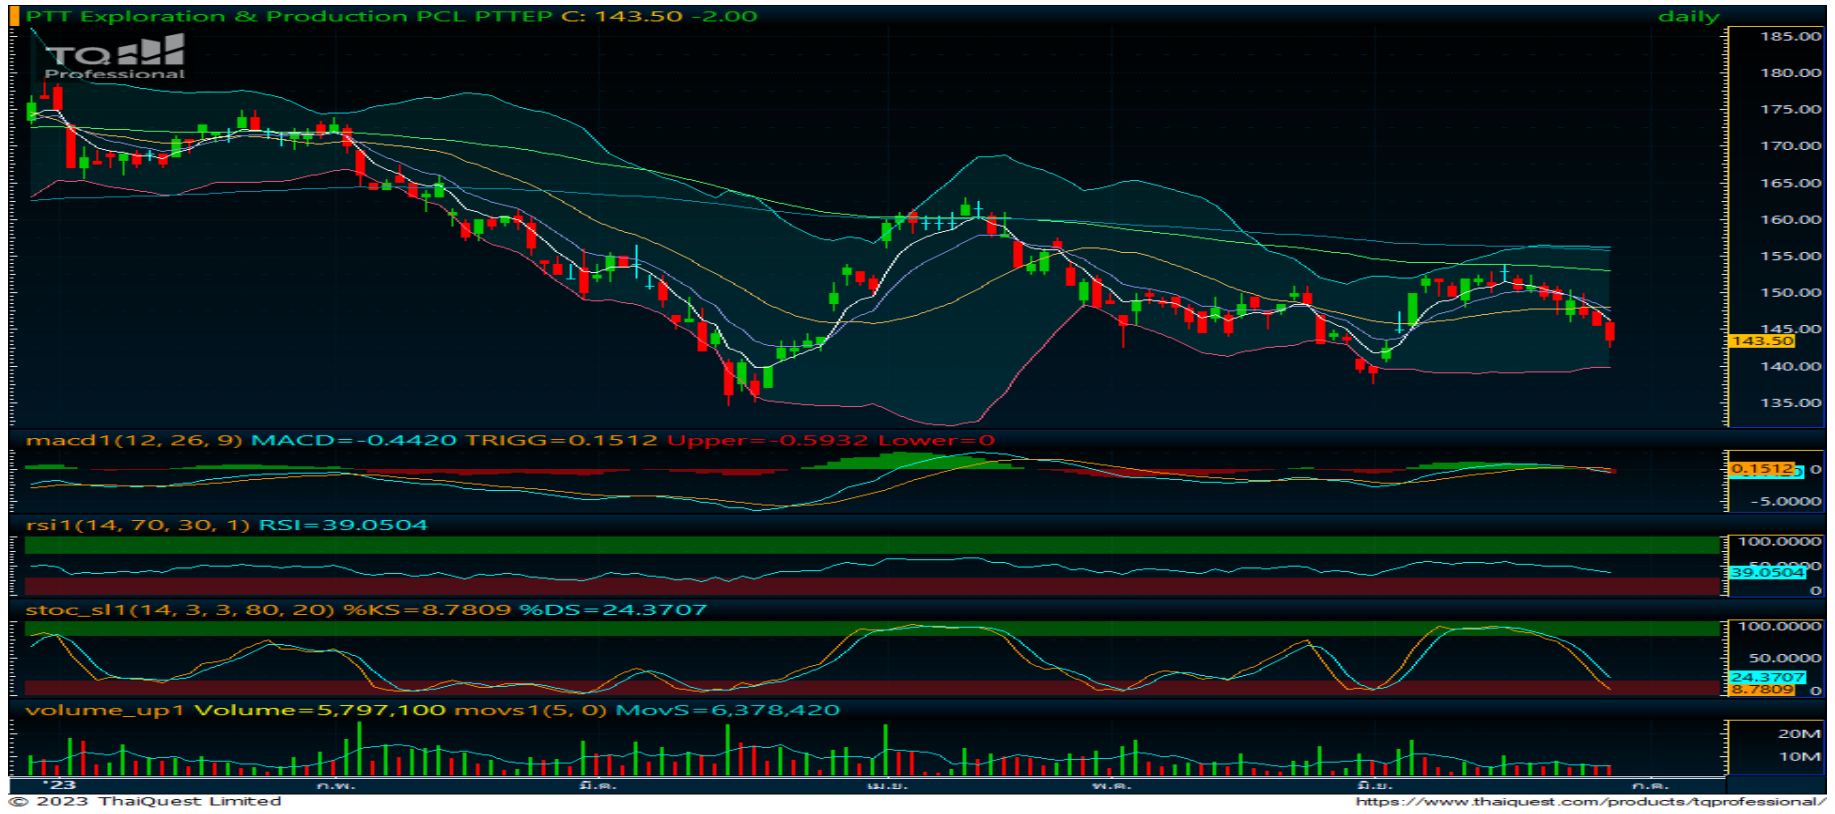 PTT Exploration & Production PCL PTTEP C: 143.50 -2.00 daily
TQ
Professional
185.00
180.00
175.00
170.00
165.00
160.00
155.00
150.00
145.00
143.50
140.00
135.00
macd1(12, 26, 9) MACD=-0.4420 TRIGG=0.1512 Upper=-0.5932 Lower=0
0.1512 0
-5.0000
rsi1(14, 70, 30, 1) RSI=39.0504
100.0000
39.0504
0
stoc_sl1(14, 3, 3, 80, 20) %KS=8.7809 %DS=24.3707
100.0000
50.0000
24.3707
8.7809 0
volume_up1 Volume=5,797,100 movs1(5, 0) MovS=6,378,420
20M
10M
'23 ก.พ. มี.ค. เม.ย. พ.ค. มิ.ย. ก.ค.
© 2023 ThaiQuest Limited https://www.thaiquest.com/products/tqprofessional/